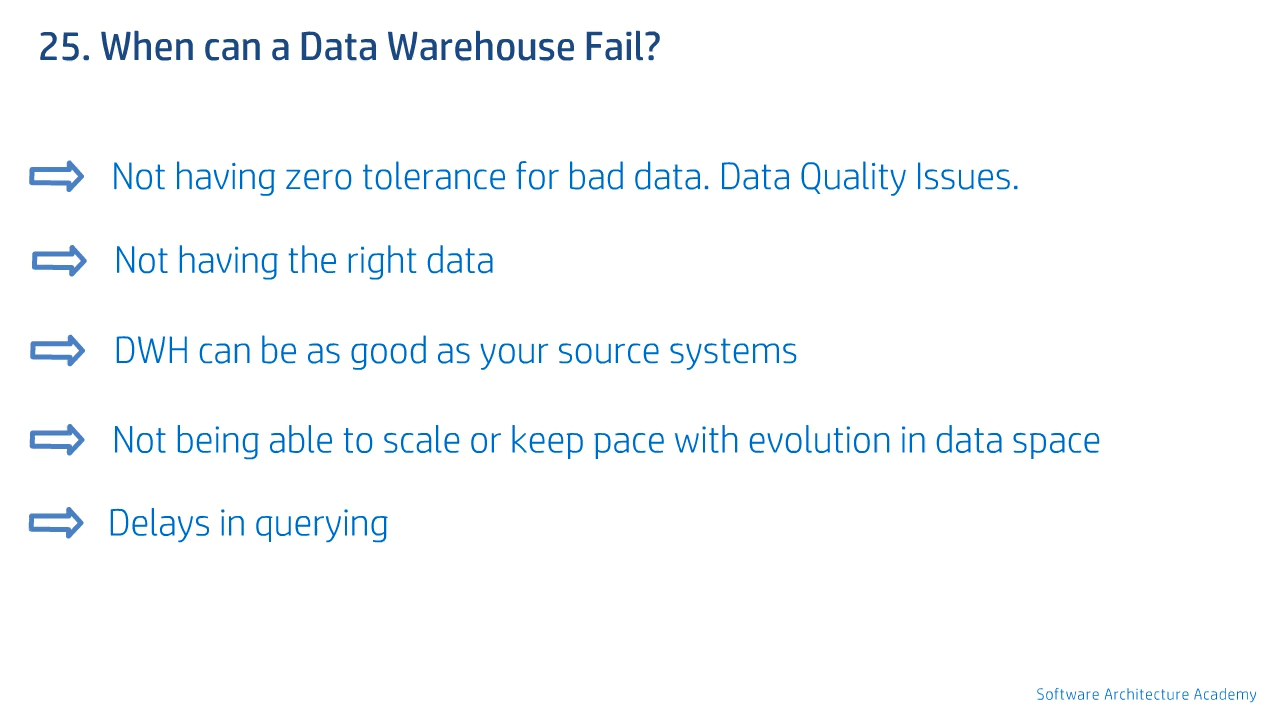 25. When can a Data Warehouse Fail?
Not having zero tolerance for bad data. Data Quality Issues.
Not having the right data
DWH can be as good as your source systems
Not being able to scale or keep pace with evolution in data space
Delays in querying
Software Architecture Academy